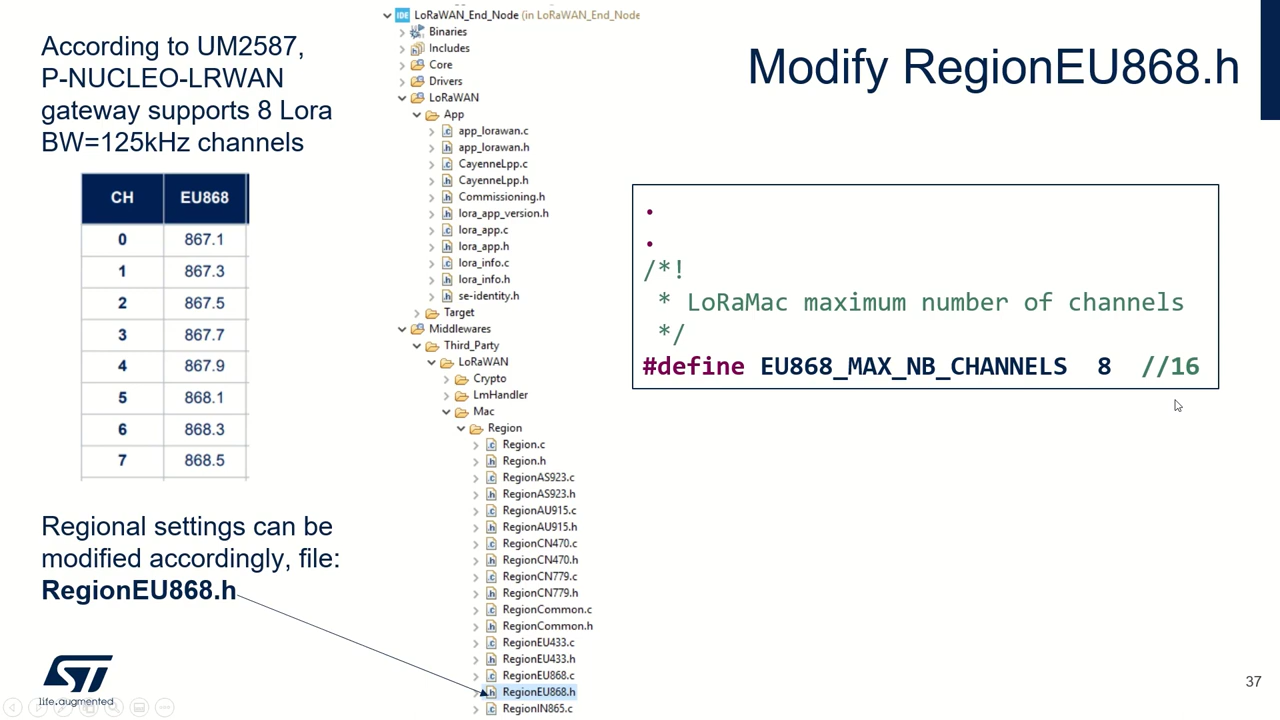 Modify RegionEU868.h
According to UM2587,
P-NUCLEO-LRWAN
gateway supports 8 Lora
BW=125kHz channels
CH EU868
0 867.1
1 867.3
2 867.5
3 867.7
4 867.9
5 868.1
6 868.3
7 868.5
Regional settings can be
modified accordingly, file:
RegionEU868.h
ST
life.augmented
IDE LoRaWAN_End_Node (in LoRaWAN_End_Node
Binaries
Includes
Core
Drivers
LoRaWAN
App
.c app_lorawan.c
.h app_lorawan.h
.c CayenneLpp.c
.h CayenneLpp.h
.h Commissioning.h
.h lora_app_version.h
.c lora_app.c
.h lora_app.h
.c lora_info.c
.h lora_info.h
.h se-identity.h
Target
Middlewares
Third_Party
LoRaWAN
Crypto
LmHandler
Mac
Region
.c Region.c
.h Region.h
.c RegionAS923.c
.h RegionAS923.h
.c RegionAU915.c
.h RegionAU915.h
.c RegionCN470.c
.h RegionCN470.h
.c RegionCN779.c
.h RegionCN779.h
.c RegionCommon.c
.h RegionCommon.h
.c RegionEU433.c
.h RegionEU433.h
.c RegionEU868.c
.h RegionEU868.h
.c RegionIN865.c
.
.
/*!
* LoRaMac maximum number of channels
*/
#define EU868_MAX_NB_CHANNELS 8 //16
37